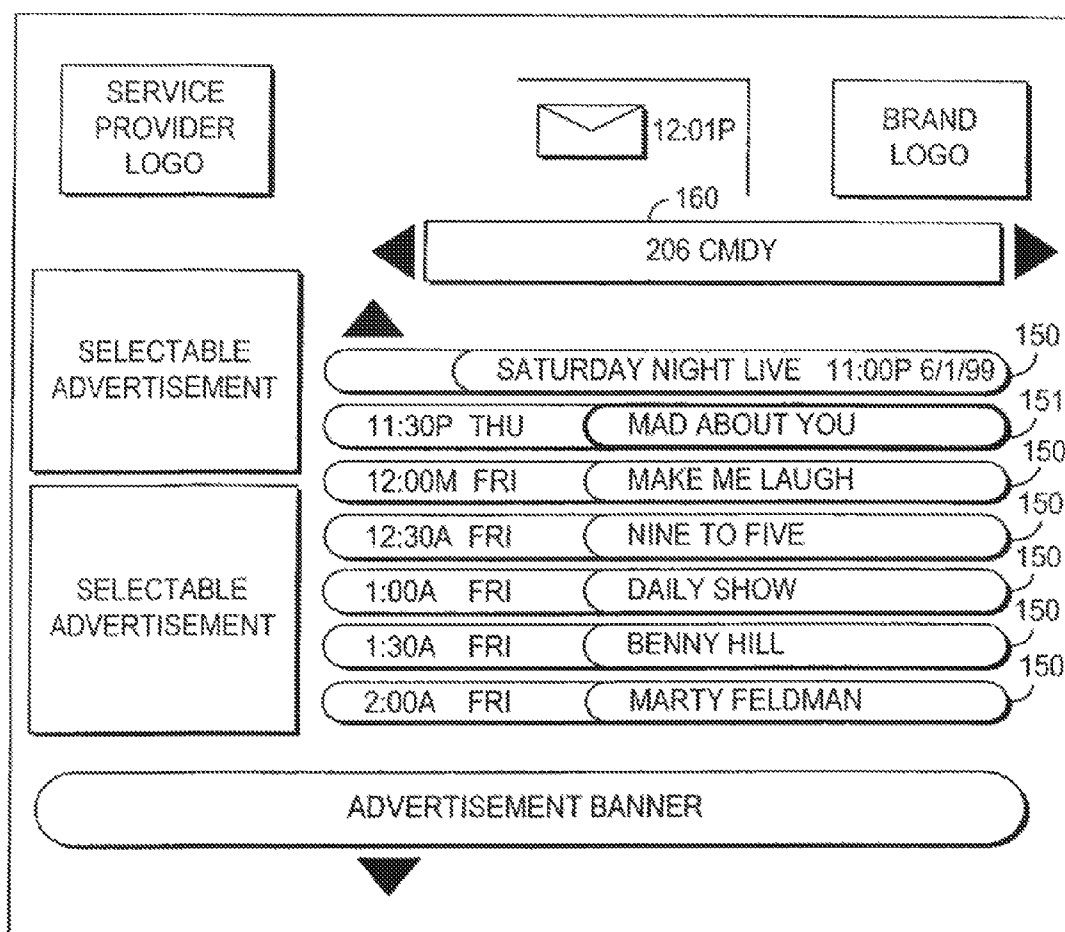 SERVICE
PROVIDER
LOGO
12:01P
BRAND
LOGO
160
206 CMDY
SELECTABLE
ADVERTISEMENT
SATURDAY NIGHT LIVE 11:00P 6/1/99
150
11:30P THU MAD ABOUT YOU
151
12:00M FRI MAKE ME LAUGH
150
12:30A FRI NINE TO FIVE
150
SELECTABLE
ADVERTISEMENT
1:00A FRI DAILY SHOW
150
1:30A FRI BENNY HILL
150
2:00A FRI MARTY FELDMAN
150
ADVERTISEMENT BANNER